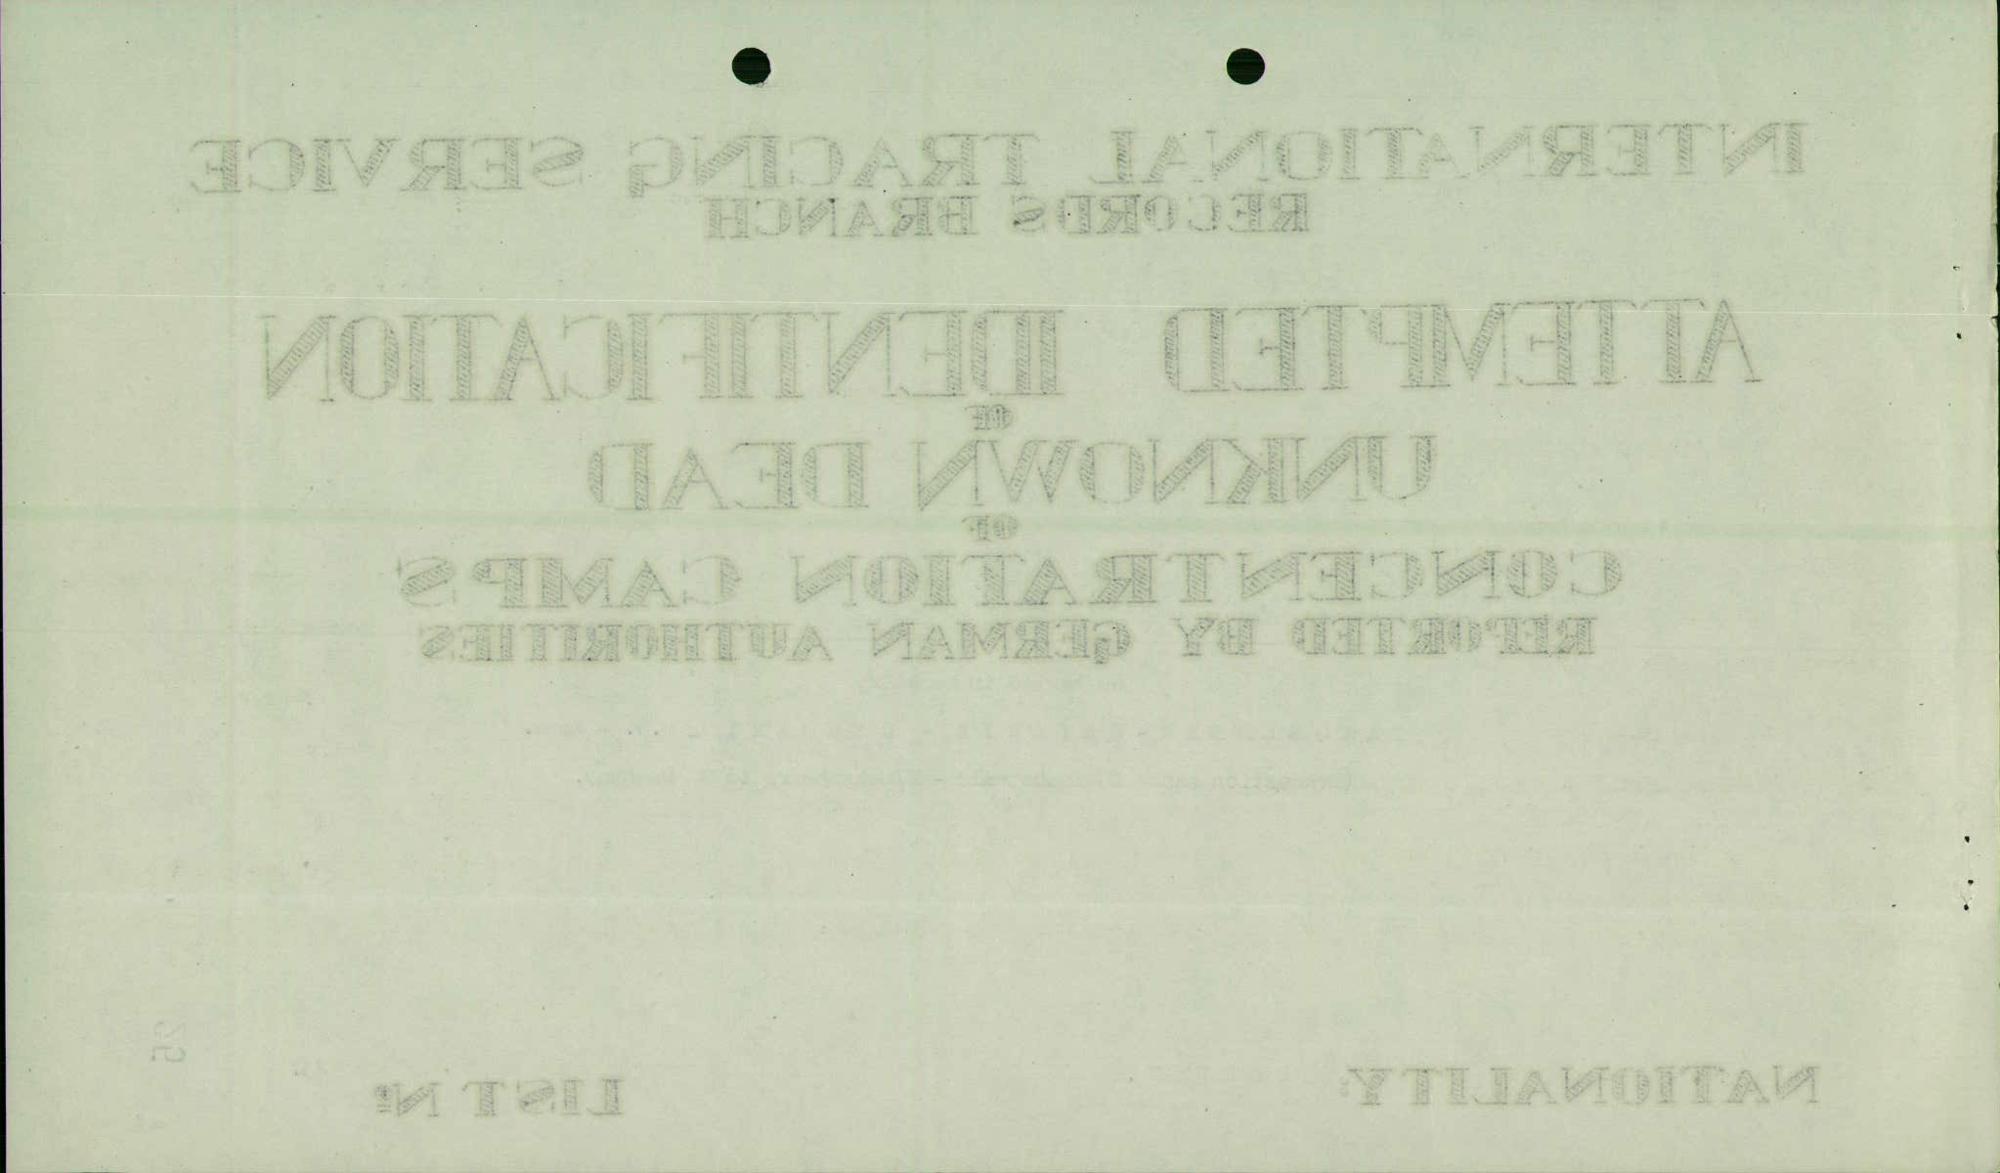 INTERNATIONAL TRACING SERVICE
RECORDS BRANCH
ATTEMPTED IDENTIFICATION
OF
UNKNOWN DEAD
OF
CONCENTRATION CAMPS
REPORTED BY GERMAN AUTHORITIES
25
NATIONALITY: LIST Nº